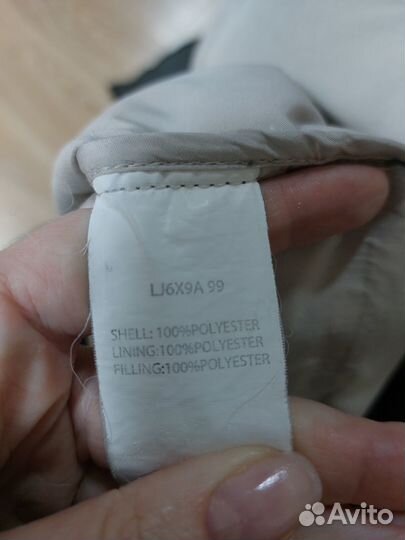 LJ6X9A 99
SHELL: 100%POLYESTER
LINING:100%POLYESTER
FILLING:100%POLYESTER
Avito